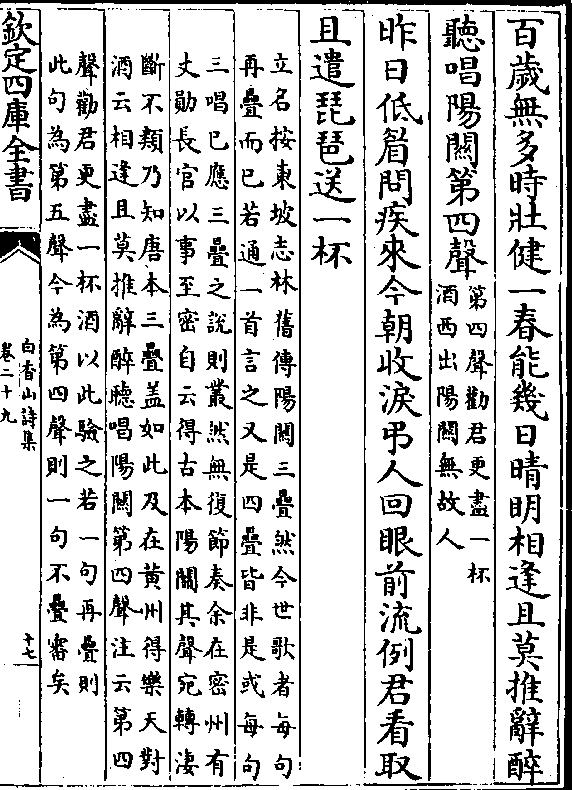 百歲無多時壯健一春能幾日晴明相逢且莫推辭醉
聽唱陽關第四聲
第四聲勸君更盡一杯
酒西出陽關無故人
昨日低眉問疾來今朝收淚弔人回眼前流例君看取
且遣琵琶送一杯
立名按東坡志林舊傳陽關三疊然今世歌者每句
再疊而已若通一首言之又是四疊皆非是或每句
三唱已應三疊之說則叢然無復節奏余在密州有
丈勛長官以事至密自云得古本陽關其聲宛轉淒
斷不類乃知唐本三疊盖如此及在黃州得樂天對
酒云相逢且莫推辭醉聽唱陽關第四聲注云第四
聲勸君更盡一杯酒以此驗之若一句再疊則
此句為第五聲今為第四聲則一句不疊審矣
欽定四庫全書
白香山詩集
卷二十九
十七